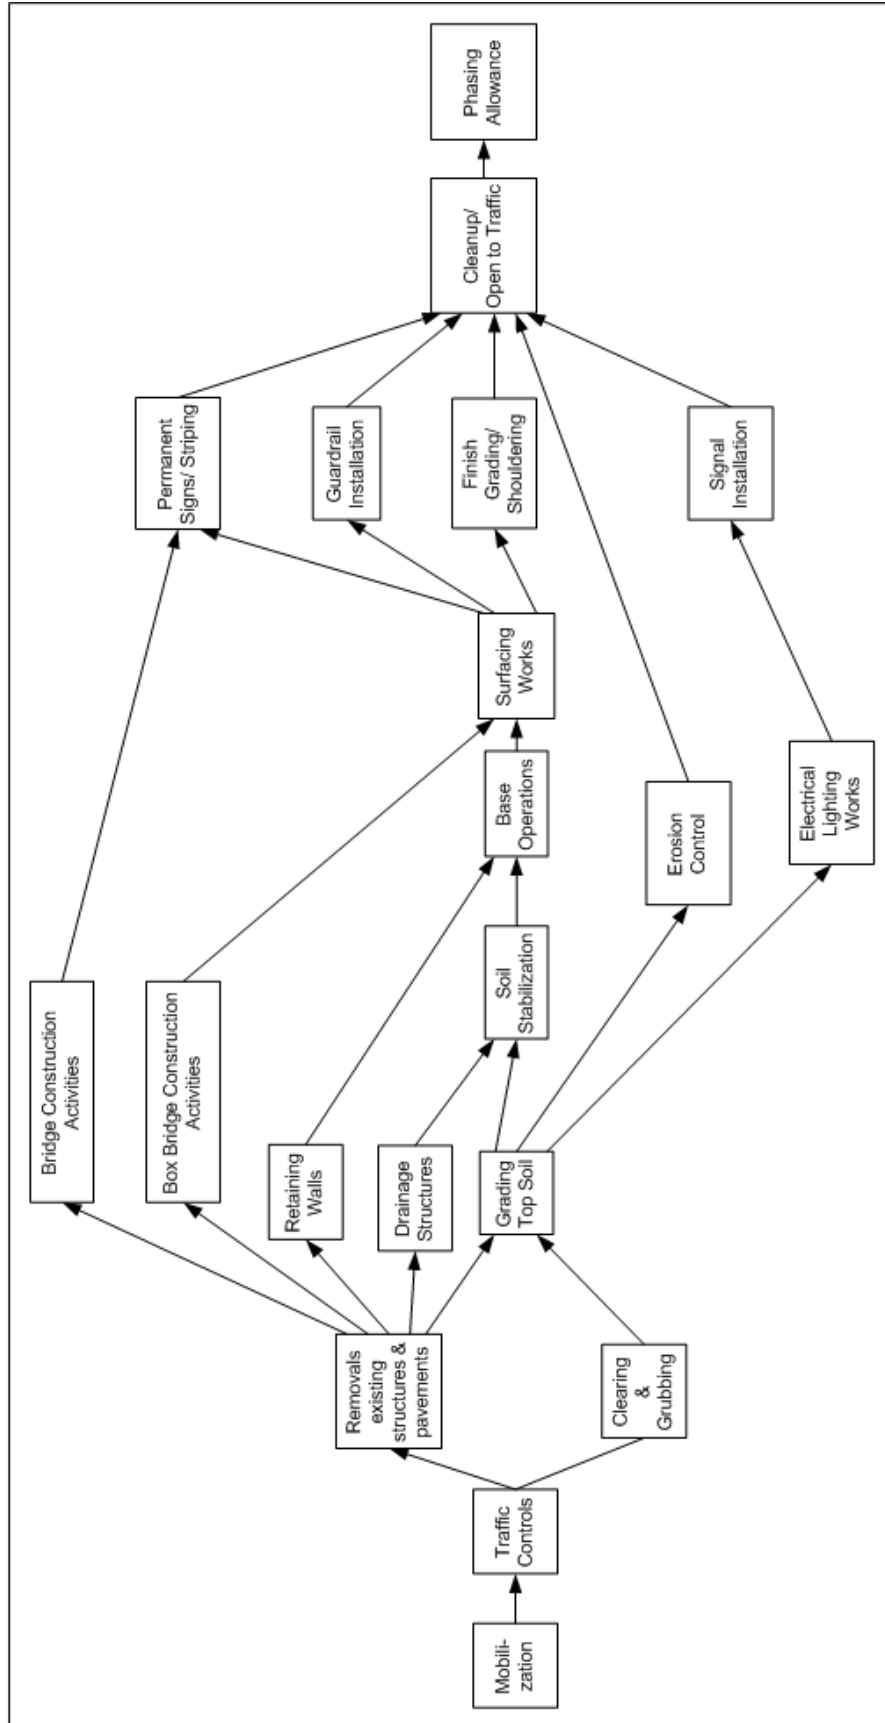 Mobili-
zation
Traffic
Controls
Removals
existing
structures &
pavements
Clearing
&
Grubbing
Bridge Construction
Activities
Box Bridge Construction
Activities
Retaining
Walls
Drainage
Structures
Grading
Top Soil
Soil
Stabilization
Base
Operations
Erosion
Control
Electrical
Lighting
Works
Surfacing
Works
Permanent
Signs/ Striping
Guardrail
Installation
Finish
Grading/
Shouldering
Signal
Installation
Cleanup/
Open to Traffic
Phasing
Allowance